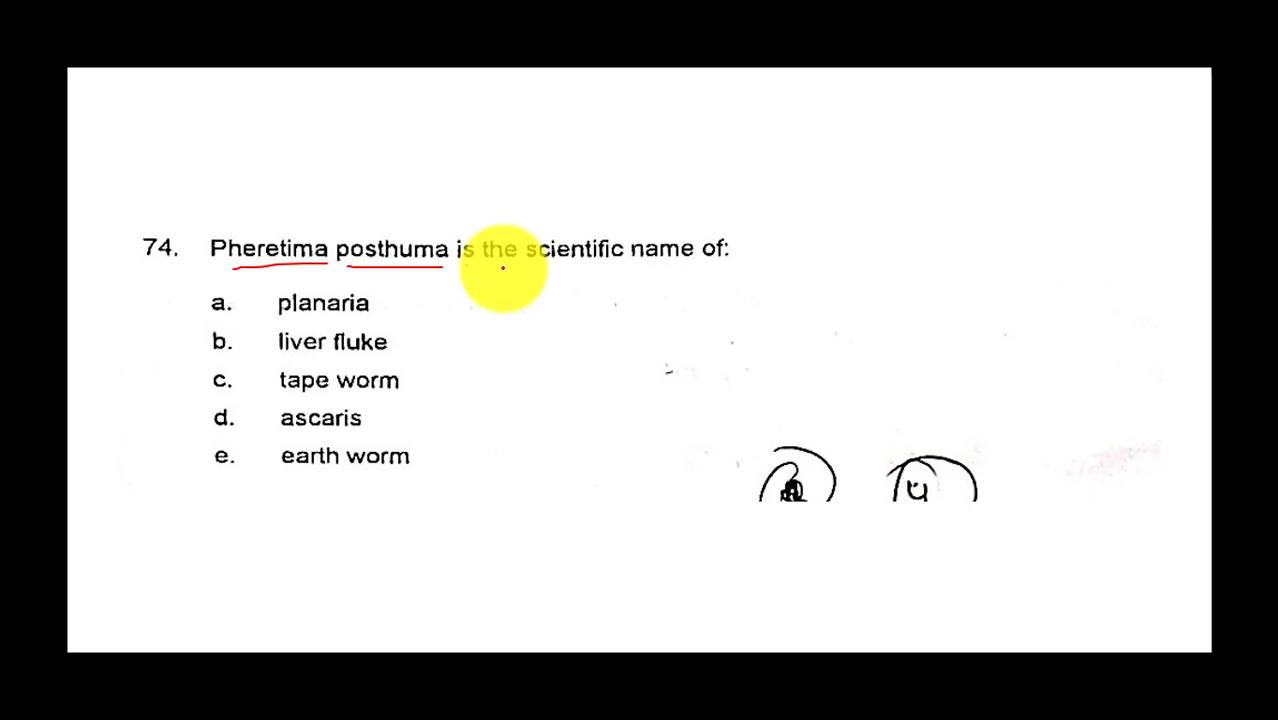 74. Pheretima posthuma is the scientific name of:
a. planaria
b. liver fluke
c. tape worm
d. ascaris
e. earth worm